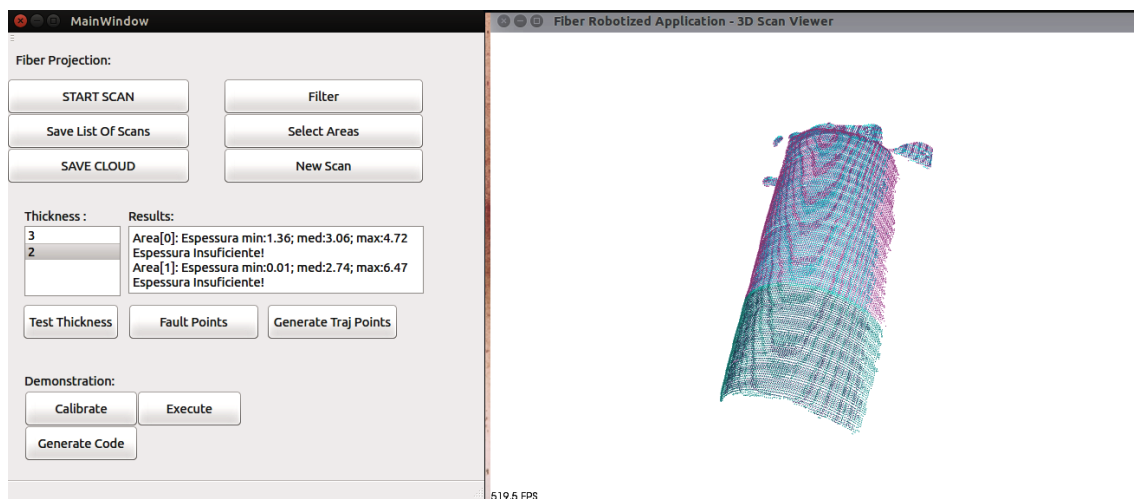 MainWindow
Fiber Robotized Application - 3D Scan Viewer
Fiber Projection:
START SCAN
Filter
Save List Of Scans
Select Areas
SAVE CLOUD
New Scan
Thickness :
Results:
3
2
Area[0]: Espessura min:1.36; med:3.06; max:4.72
Espessura Insuficiente!
Area[1]: Espessura min:0.01; med:2.74; max:6.47
Espessura Insuficiente!
Test Thickness
Fault Points
Generate Traj Points
Demonstration:
Calibrate
Execute
Generate Code
519.5 FPS